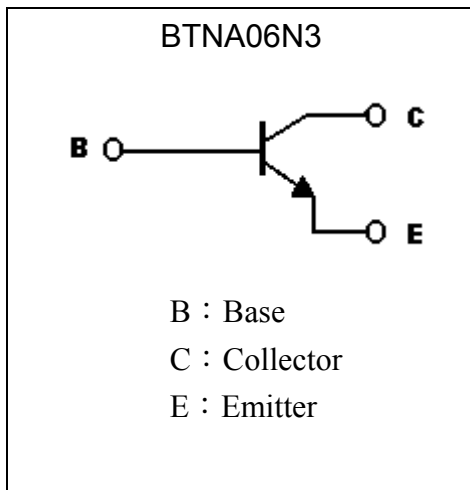 BTNA06N3
C
B
E
B：Base
C：Collector
E：Emitter